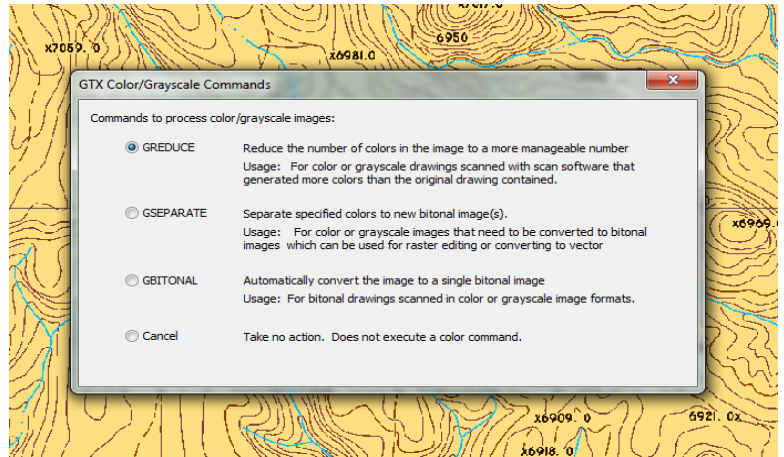 x7059. 0
6950
x6981.0
GTX Color/Grayscale Commands
Commands to process color/grayscale images:
GREDUCE
Reduce the number of colors in the image to a more manageable number
Usage: For color or grayscale drawings scanned with scan software that
generated more colors than the original drawing contained.
GSEPARATE
Separate specified colors to new bitonal image(s).
Usage: For color or grayscale images that need to be converted to bitonal
images which can be used for raster editing or converting to vector
x6969.
GBITONAL
Automatically convert the image to a single bitonal image
Usage: For bitonal drawings scanned in color or grayscale image formats.
Cancel
Take no action. Does not execute a color command.
x6909. 0
6921. 0x
x6918. 0